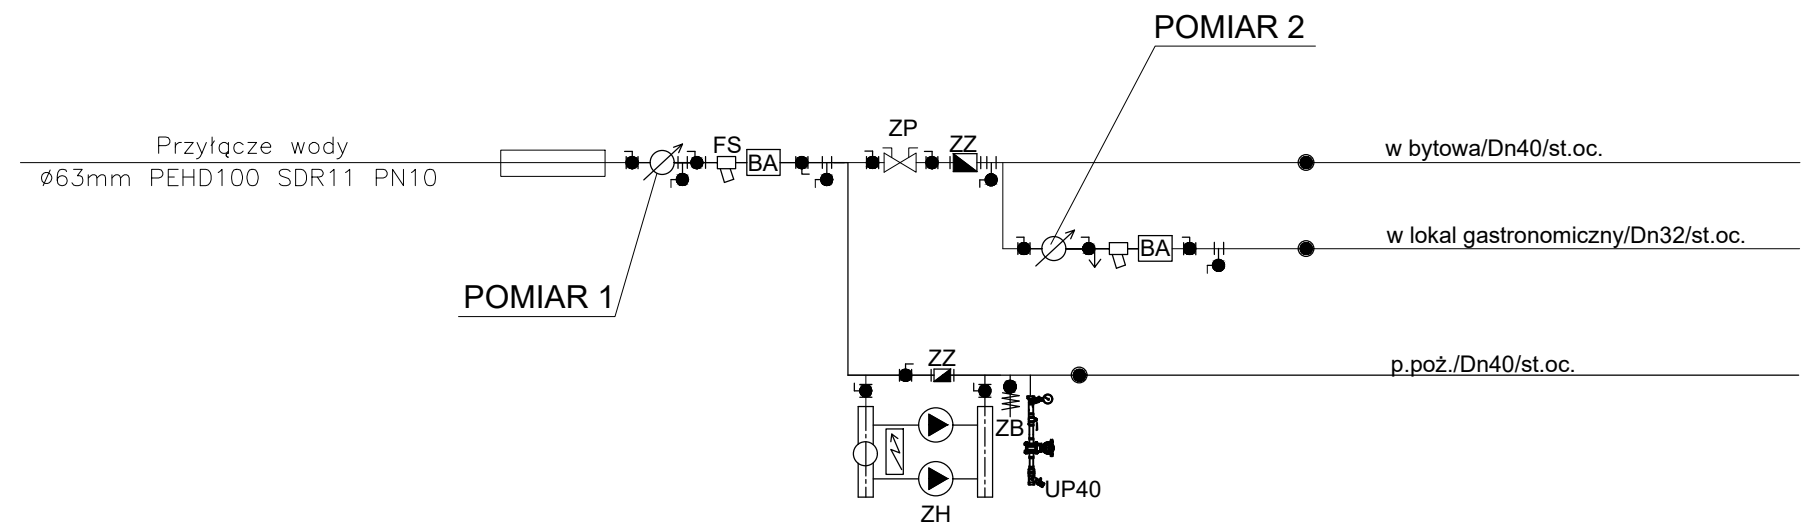 POMIAR 2
ZP
FS
ZZ
Przyłącze wody
BA
w bytowa/Dn40/st.oc.
ø63mm PEHD100 SDR11 PN10
w lokal gastronomiczny/Dn32/st.oc.
BA
POMIAR 1
ZZ
p.poż./Dn40/st.oc.
ZB
UP40
ZH